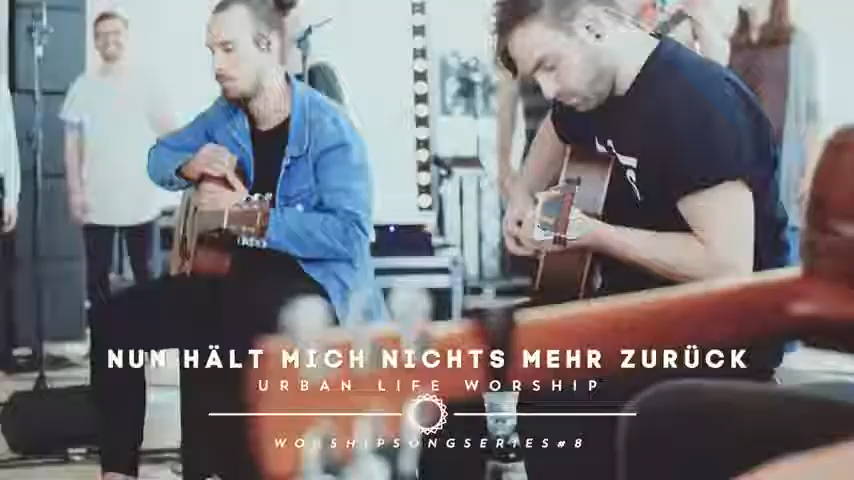 NUN HÄLT MICH NICHTS MEHR ZURÜCK
URBAN LIFE WORSHIP
WORSHIPSONGSERIES#8